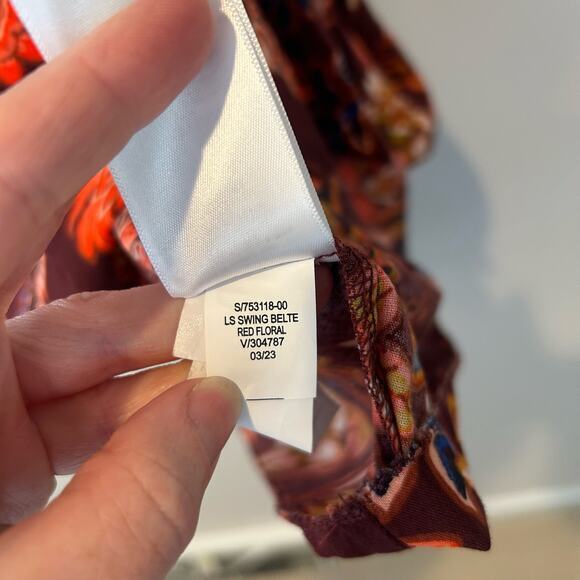 S/753118-00
LS SWING BELTE
RED FLORAL
V/304787
03/23